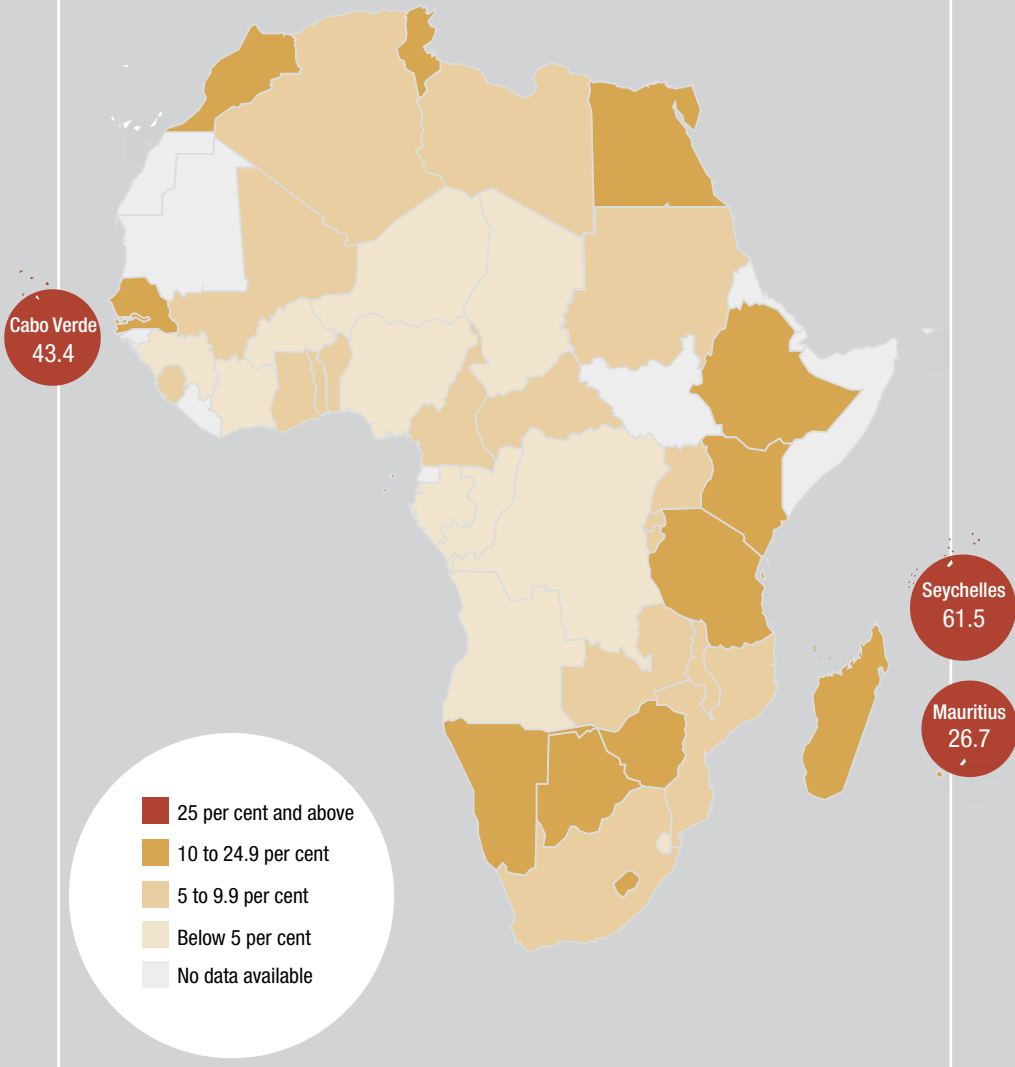 Cabo Verde
43.4
Seychelles
61.5
Mauritius
26.7
25 per cent and above
10 to 24.9 per cent
5 to 9.9 per cent
Below 5 per cent
No data available